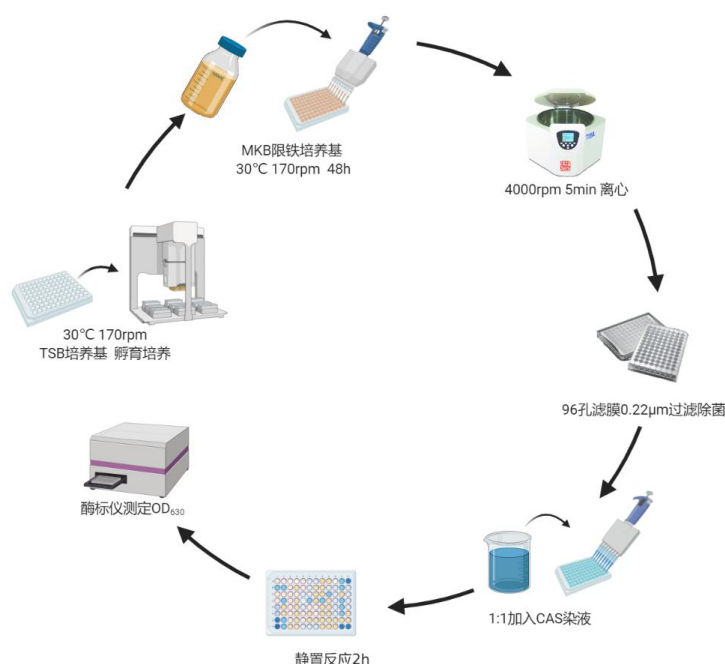 MKB限铁培养基
30℃ 170rpm 48h
4000rpm 5min 离心
30℃ 170rpm
TSB培养基 孵育培养
96孔滤膜0.22μm过滤除菌
酶标仪测定OD₆₃₀
1:1加入CAS染液
静置反应2h